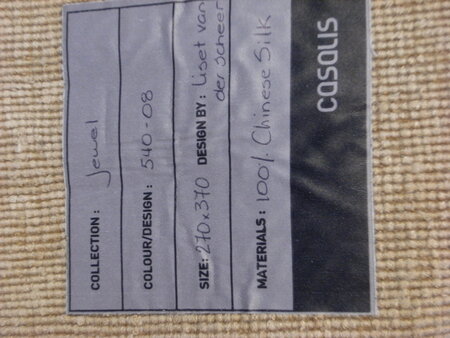 COLLECTION: Jewel
COLOUR/DESIGN: 540-08
SIZE: 270x370 DESIGN BY: Liset van
der scheer
MATERIALS: 100% Chinese Silk
casalis